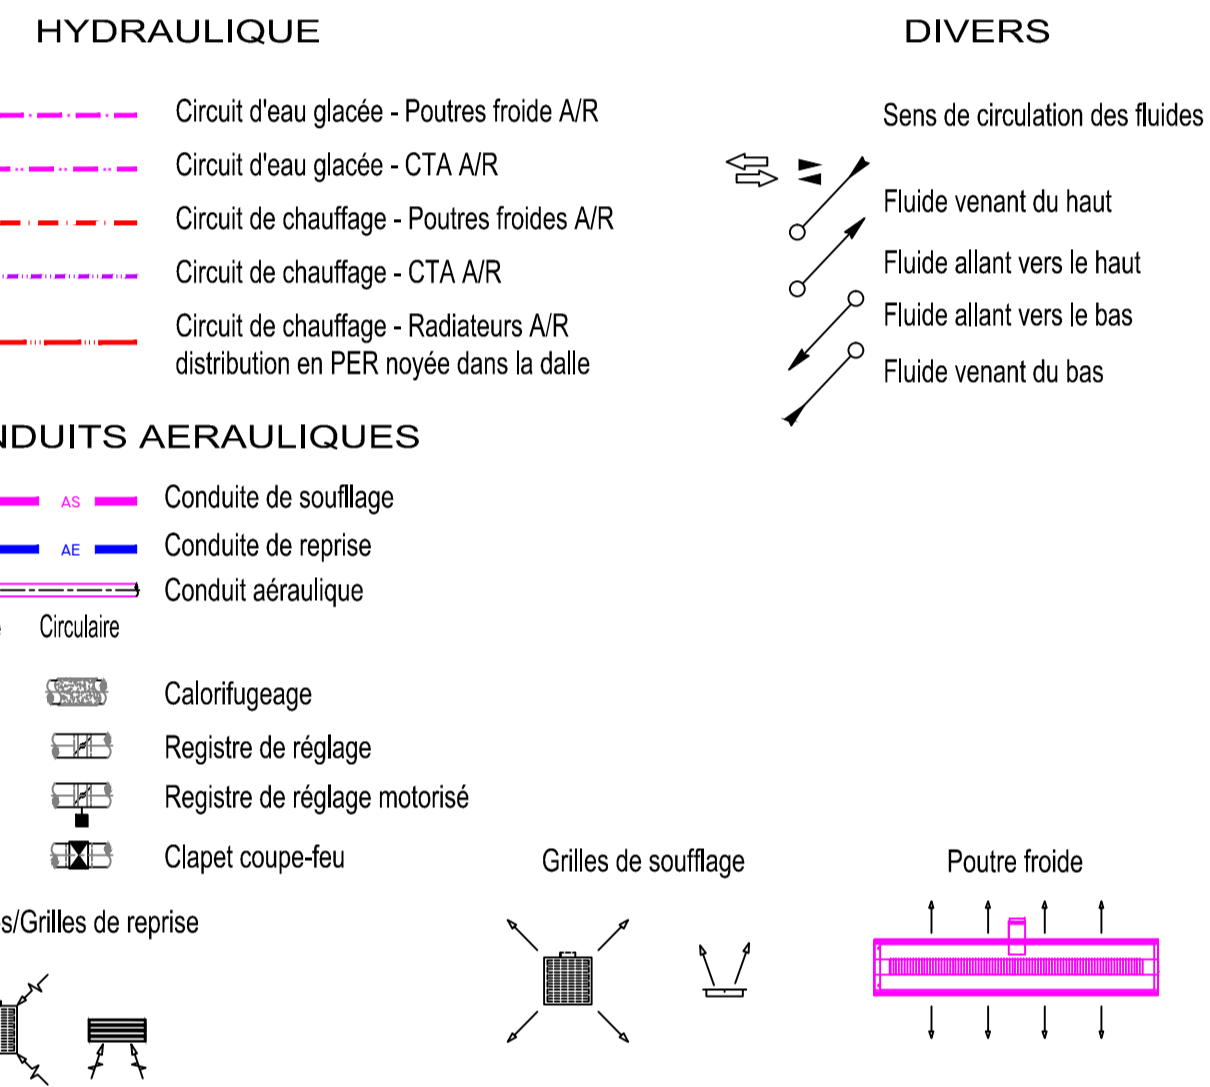 HYDRAULIQUE
Circuit d'eau glacée - Poutres froide A/R
Circuit d'eau glacée - CTA A/R
Circuit de chauffage - Poutres froides A/R
Circuit de chauffage - CTA A/R
Circuit de chauffage - Radiateurs A/R
distribution en PER noyée dans la dalle
DIVERS
Sens de circulation des fluides
Fluide venant du haut
Fluide allant vers le haut
Fluide allant vers le bas
Fluide venant du bas
NDUITS AERAULIQUES
AS Conduite de soufllage
AE Conduite de reprise
Conduit aéraulique
Circulaire
Calorifugeage
Registre de réglage
Registre de réglage motorisé
Clapet coupe-feu
s/Grilles de reprise
Grilles de soufflage
Poutre froide